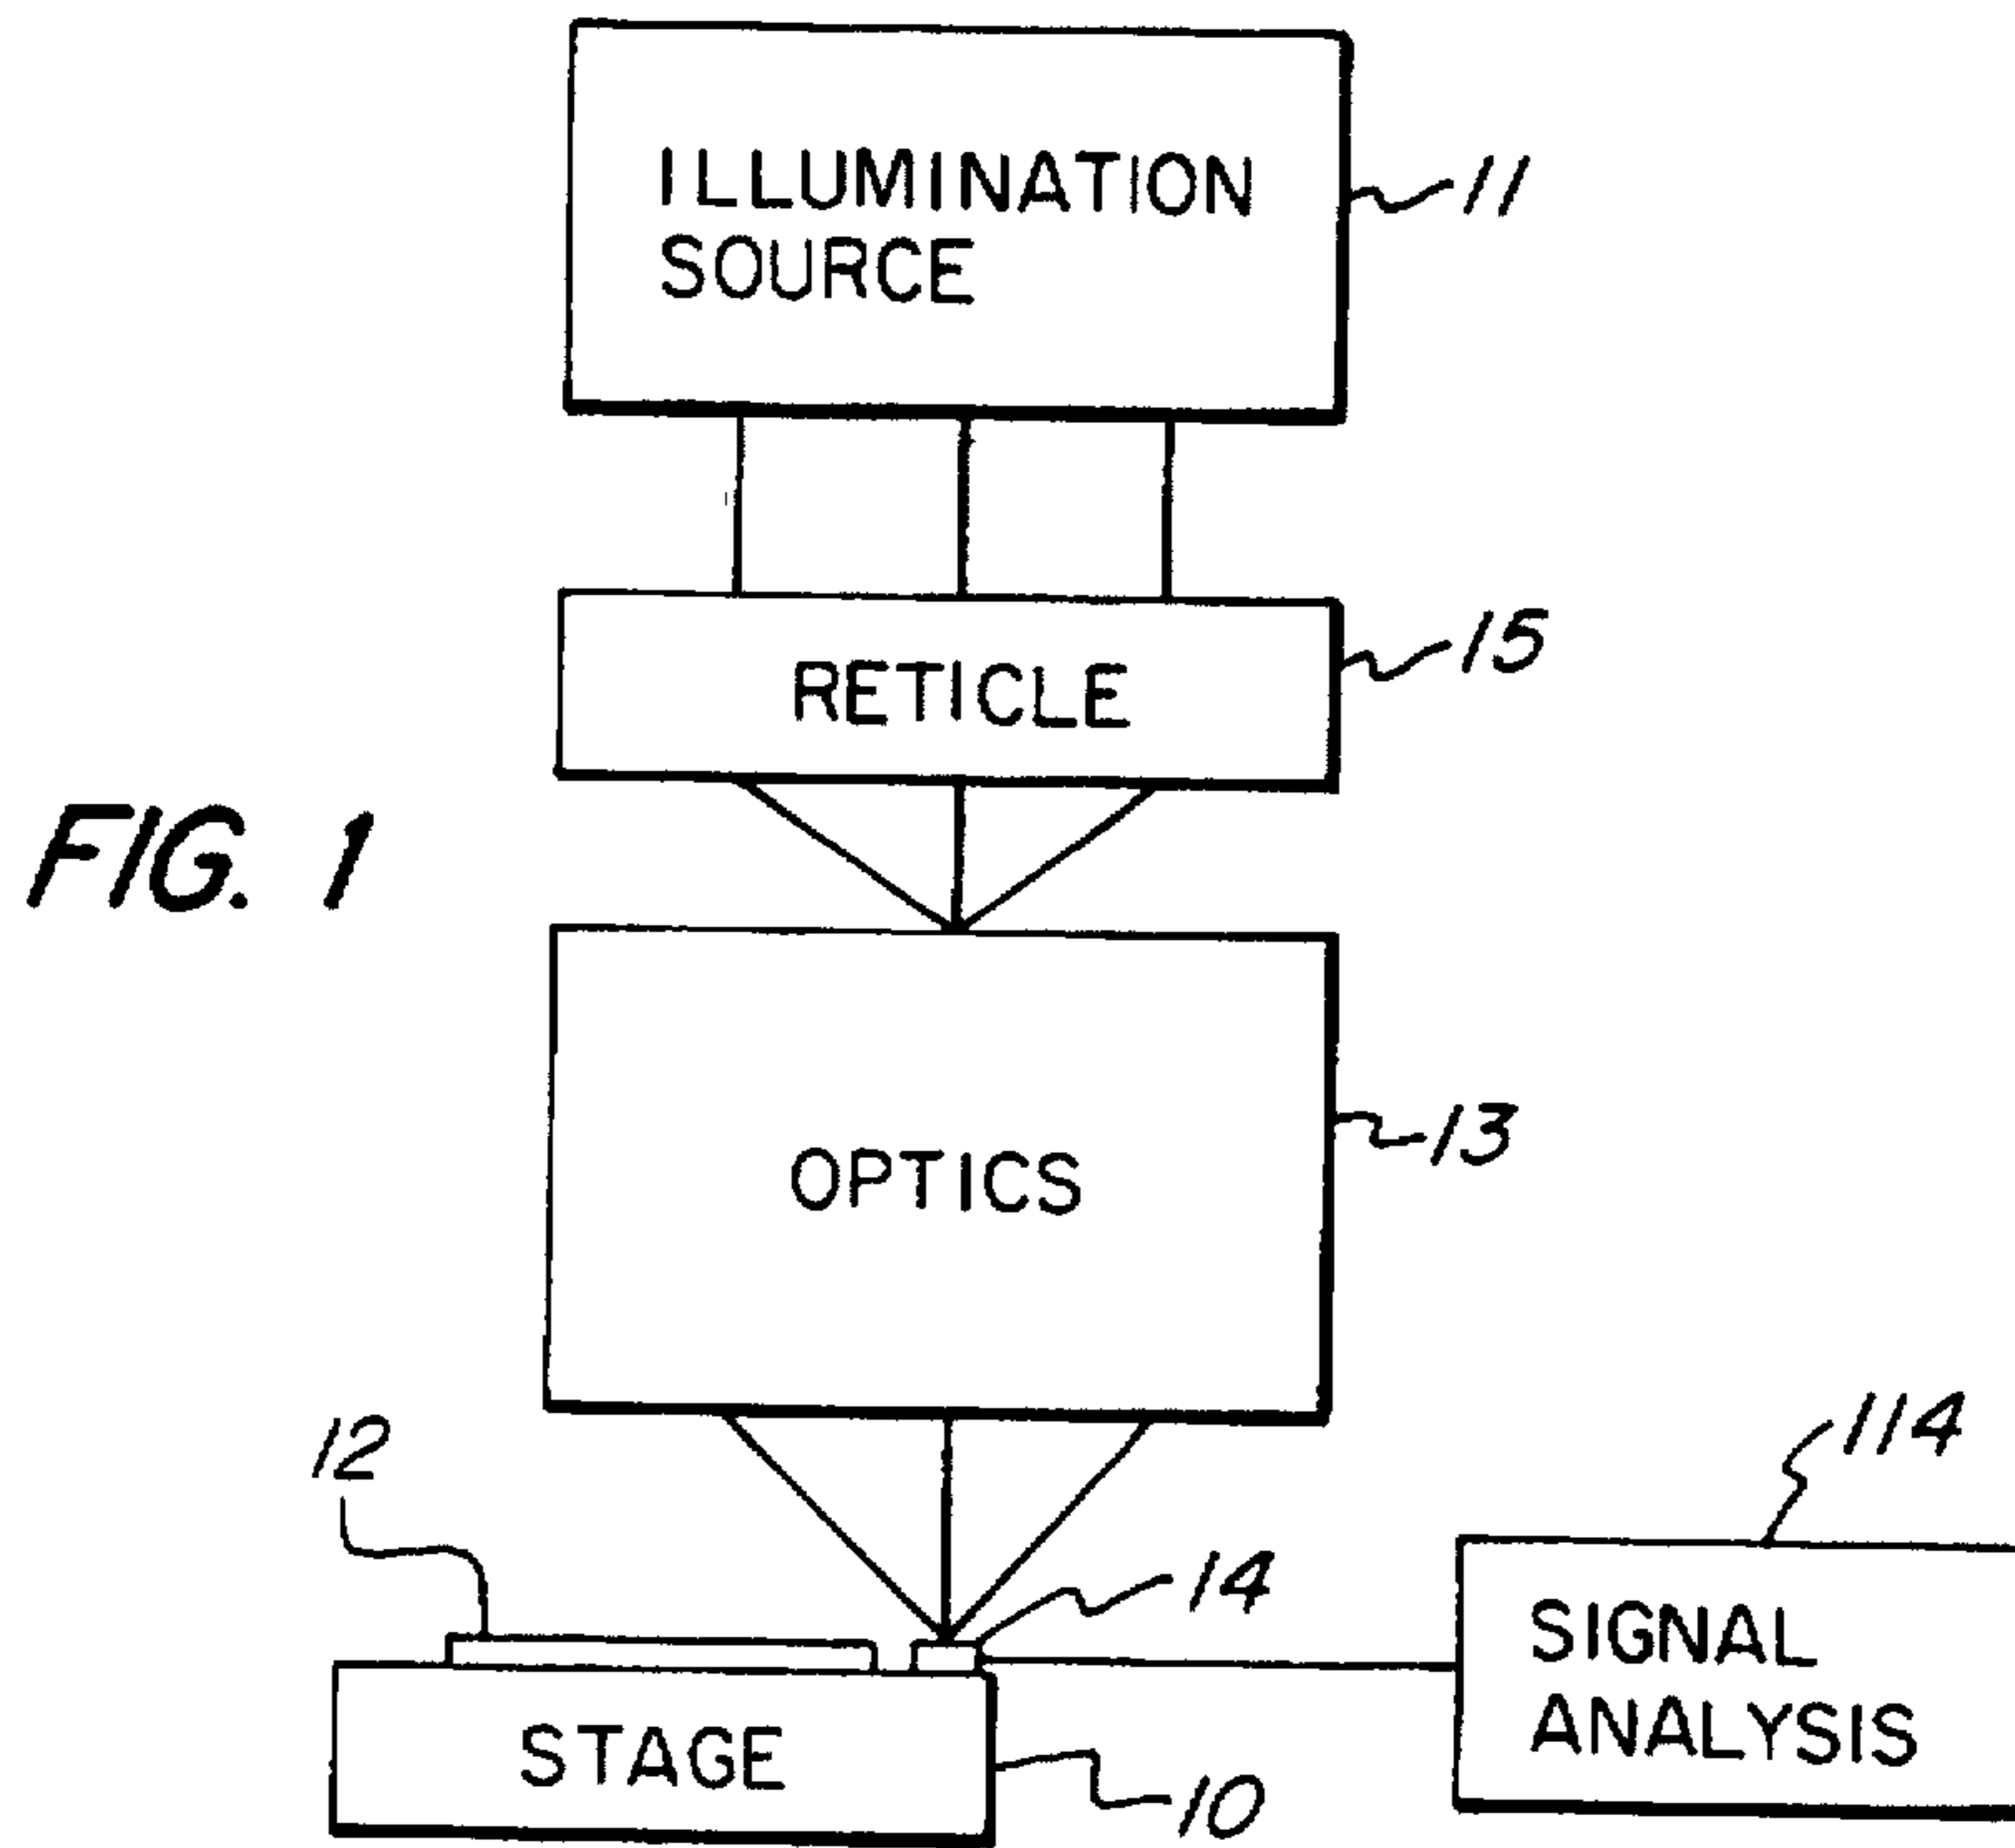 ILLUMINATION
SOURCE
11
RETICLE
15
FIG. 1
OPTICS
13
12
114
14
SIGNAL
ANALYSIS
STAGE
10